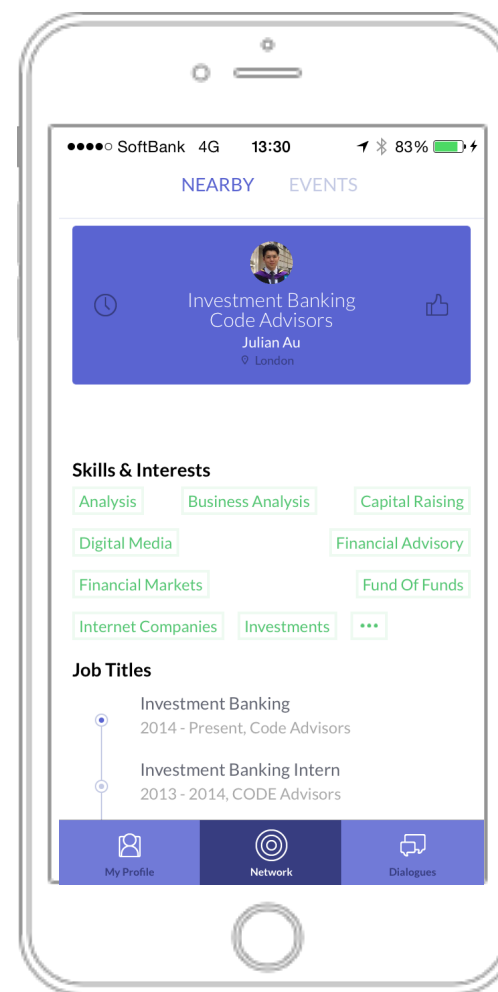 SoftBank 4G 13:30 83%
NEARBY EVENTS
Investment Banking
Code Advisors
Julian Au
London
Skills & Interests
Analysis Business Analysis Capital Raising
Digital Media Financial Advisory
Financial Markets Fund Of Funds
Internet Companies Investments •••
Job Titles
Investment Banking
2014 - Present, Code Advisors
Investment Banking Intern
2013 - 2014, CODE Advisors
My Profile Network Dialogues